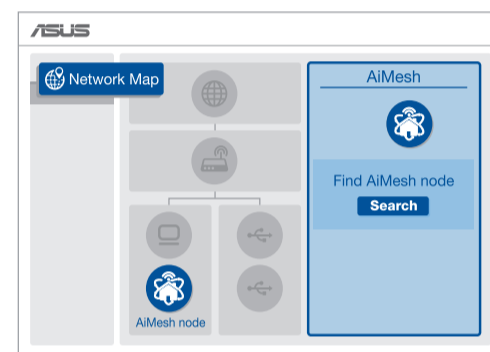 ASUS
Network Map
AiMesh
Find AiMesh node
Search
AiMesh node